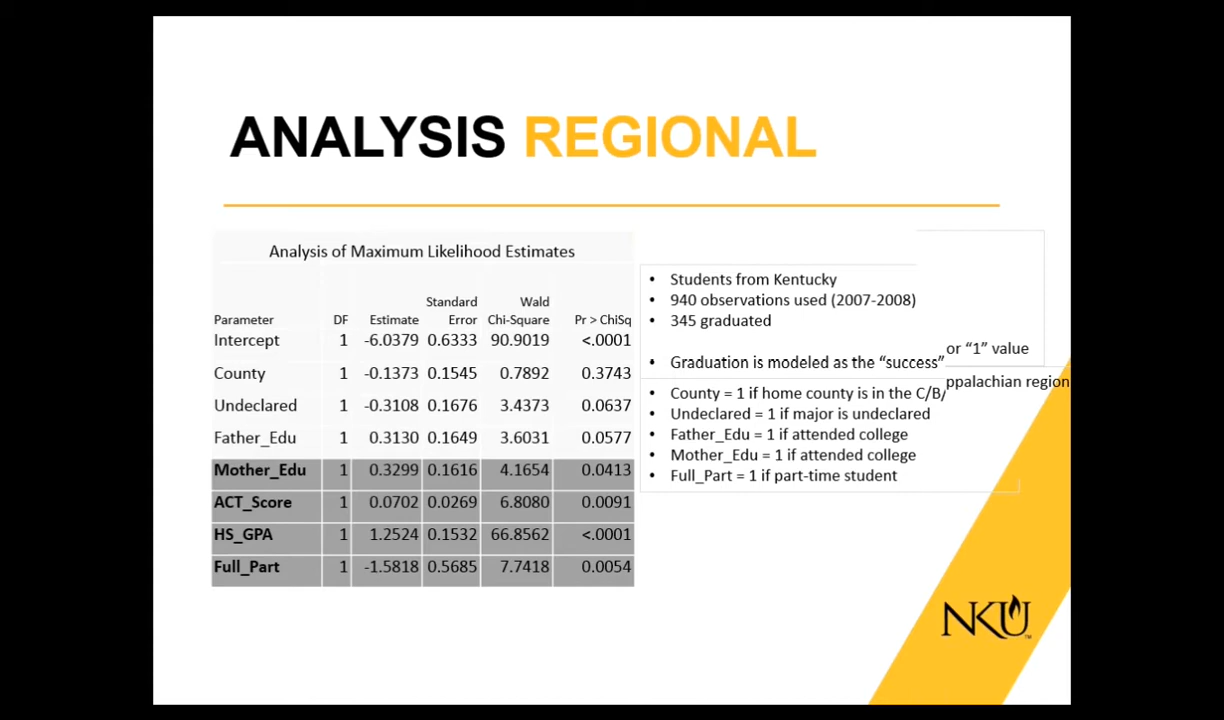 ANALYSIS REGIONAL
Analysis of Maximum Likelihood Estimates
Standard Wald
Parameter DF Estimate Error Chi-Square Pr > ChiSq
Intercept 1 -6.0379 0.6333 90.9019 <.0001
County 1 -0.1373 0.1545 0.7892 0.3743
Undeclared 1 -0.3108 0.1676 3.4373 0.0637
Father_Edu 1 0.3130 0.1649 3.6031 0.0577
Mother_Edu 1 0.3299 0.1616 4.1654 0.0413
ACT_Score 1 0.0702 0.0269 6.8080 0.0091
HS_GPA 1 1.2524 0.1532 66.8562 <.0001
Full_Part 1 -1.5818 0.5685 7.7418 0.0054
• Students from Kentucky
• 940 observations used (2007-2008)
• 345 graduated
• Graduation is modeled as the “success”
or “1” value
• County = 1 if home county is in the C/B/
ppalachian region
• Undeclared = 1 if major is undeclared
• Father_Edu = 1 if attended college
• Mother_Edu = 1 if attended college
• Full_Part = 1 if part-time student
NKU